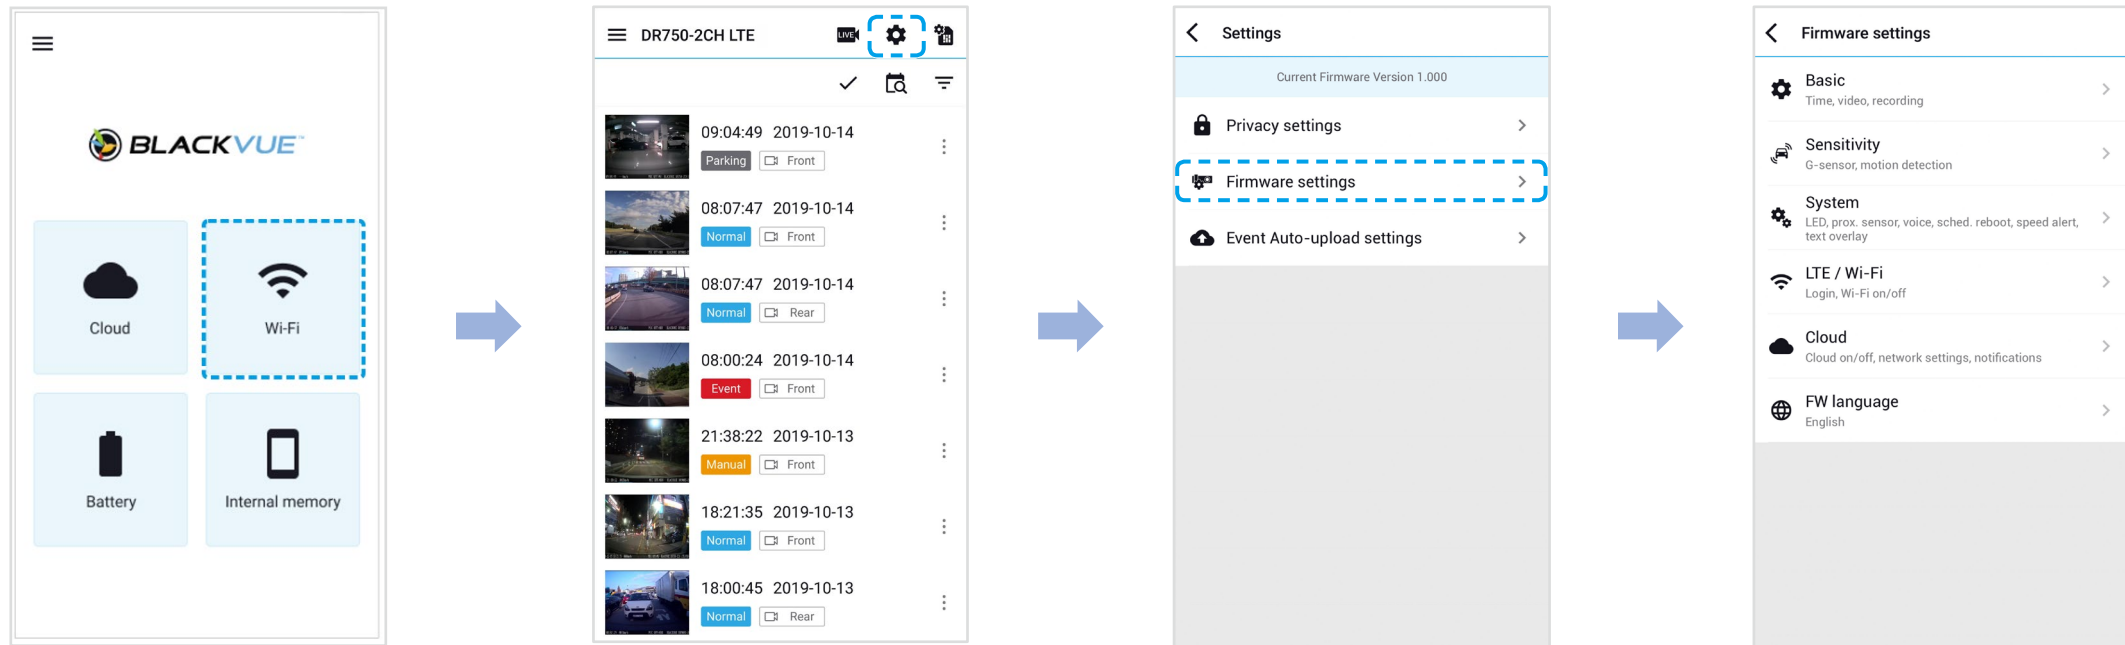 BLACKVUE
Cloud
Wi-Fi
Battery
Internal memory
DR750-2CH LTE
LIVE
09:04:49 2019-10-14
Parking Front
08:07:47 2019-10-14
Normal Front
08:07:47 2019-10-14
Normal Rear
08:00:24 2019-10-14
Event Front
21:38:22 2019-10-13
Manual Front
18:21:35 2019-10-13
Normal Front
18:00:45 2019-10-13
Normal Rear
Settings
Current Firmware Version 1.000
Privacy settings
Firmware settings
Event Auto-upload settings
Firmware settings
Basic
Time, video, recording
Sensitivity
G-sensor, motion detection
System
LED, prox. sensor, voice, sched. reboot, speed alert,
text overlay
LTE / Wi-Fi
Login, Wi-Fi on/off
Cloud
Cloud on/off, network settings, notifications
FW language
English